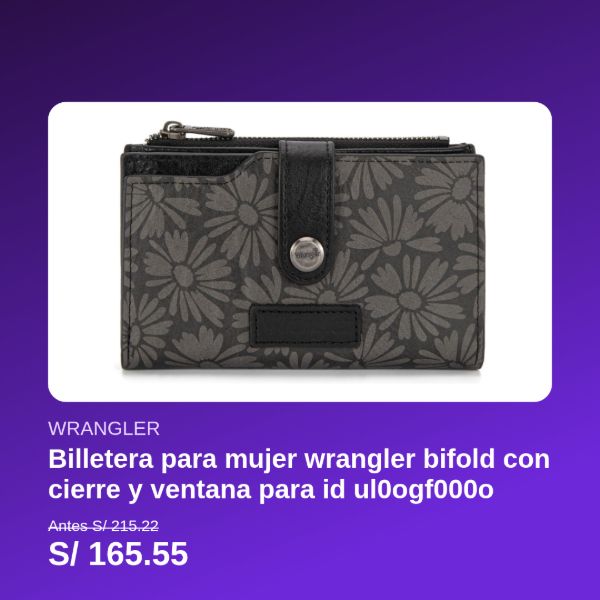 WRANGLER
Billetera para mujer wrangler bifold con
cierre y ventana para id ul0ogf000o
Antes S/ 215.22
S/ 165.55